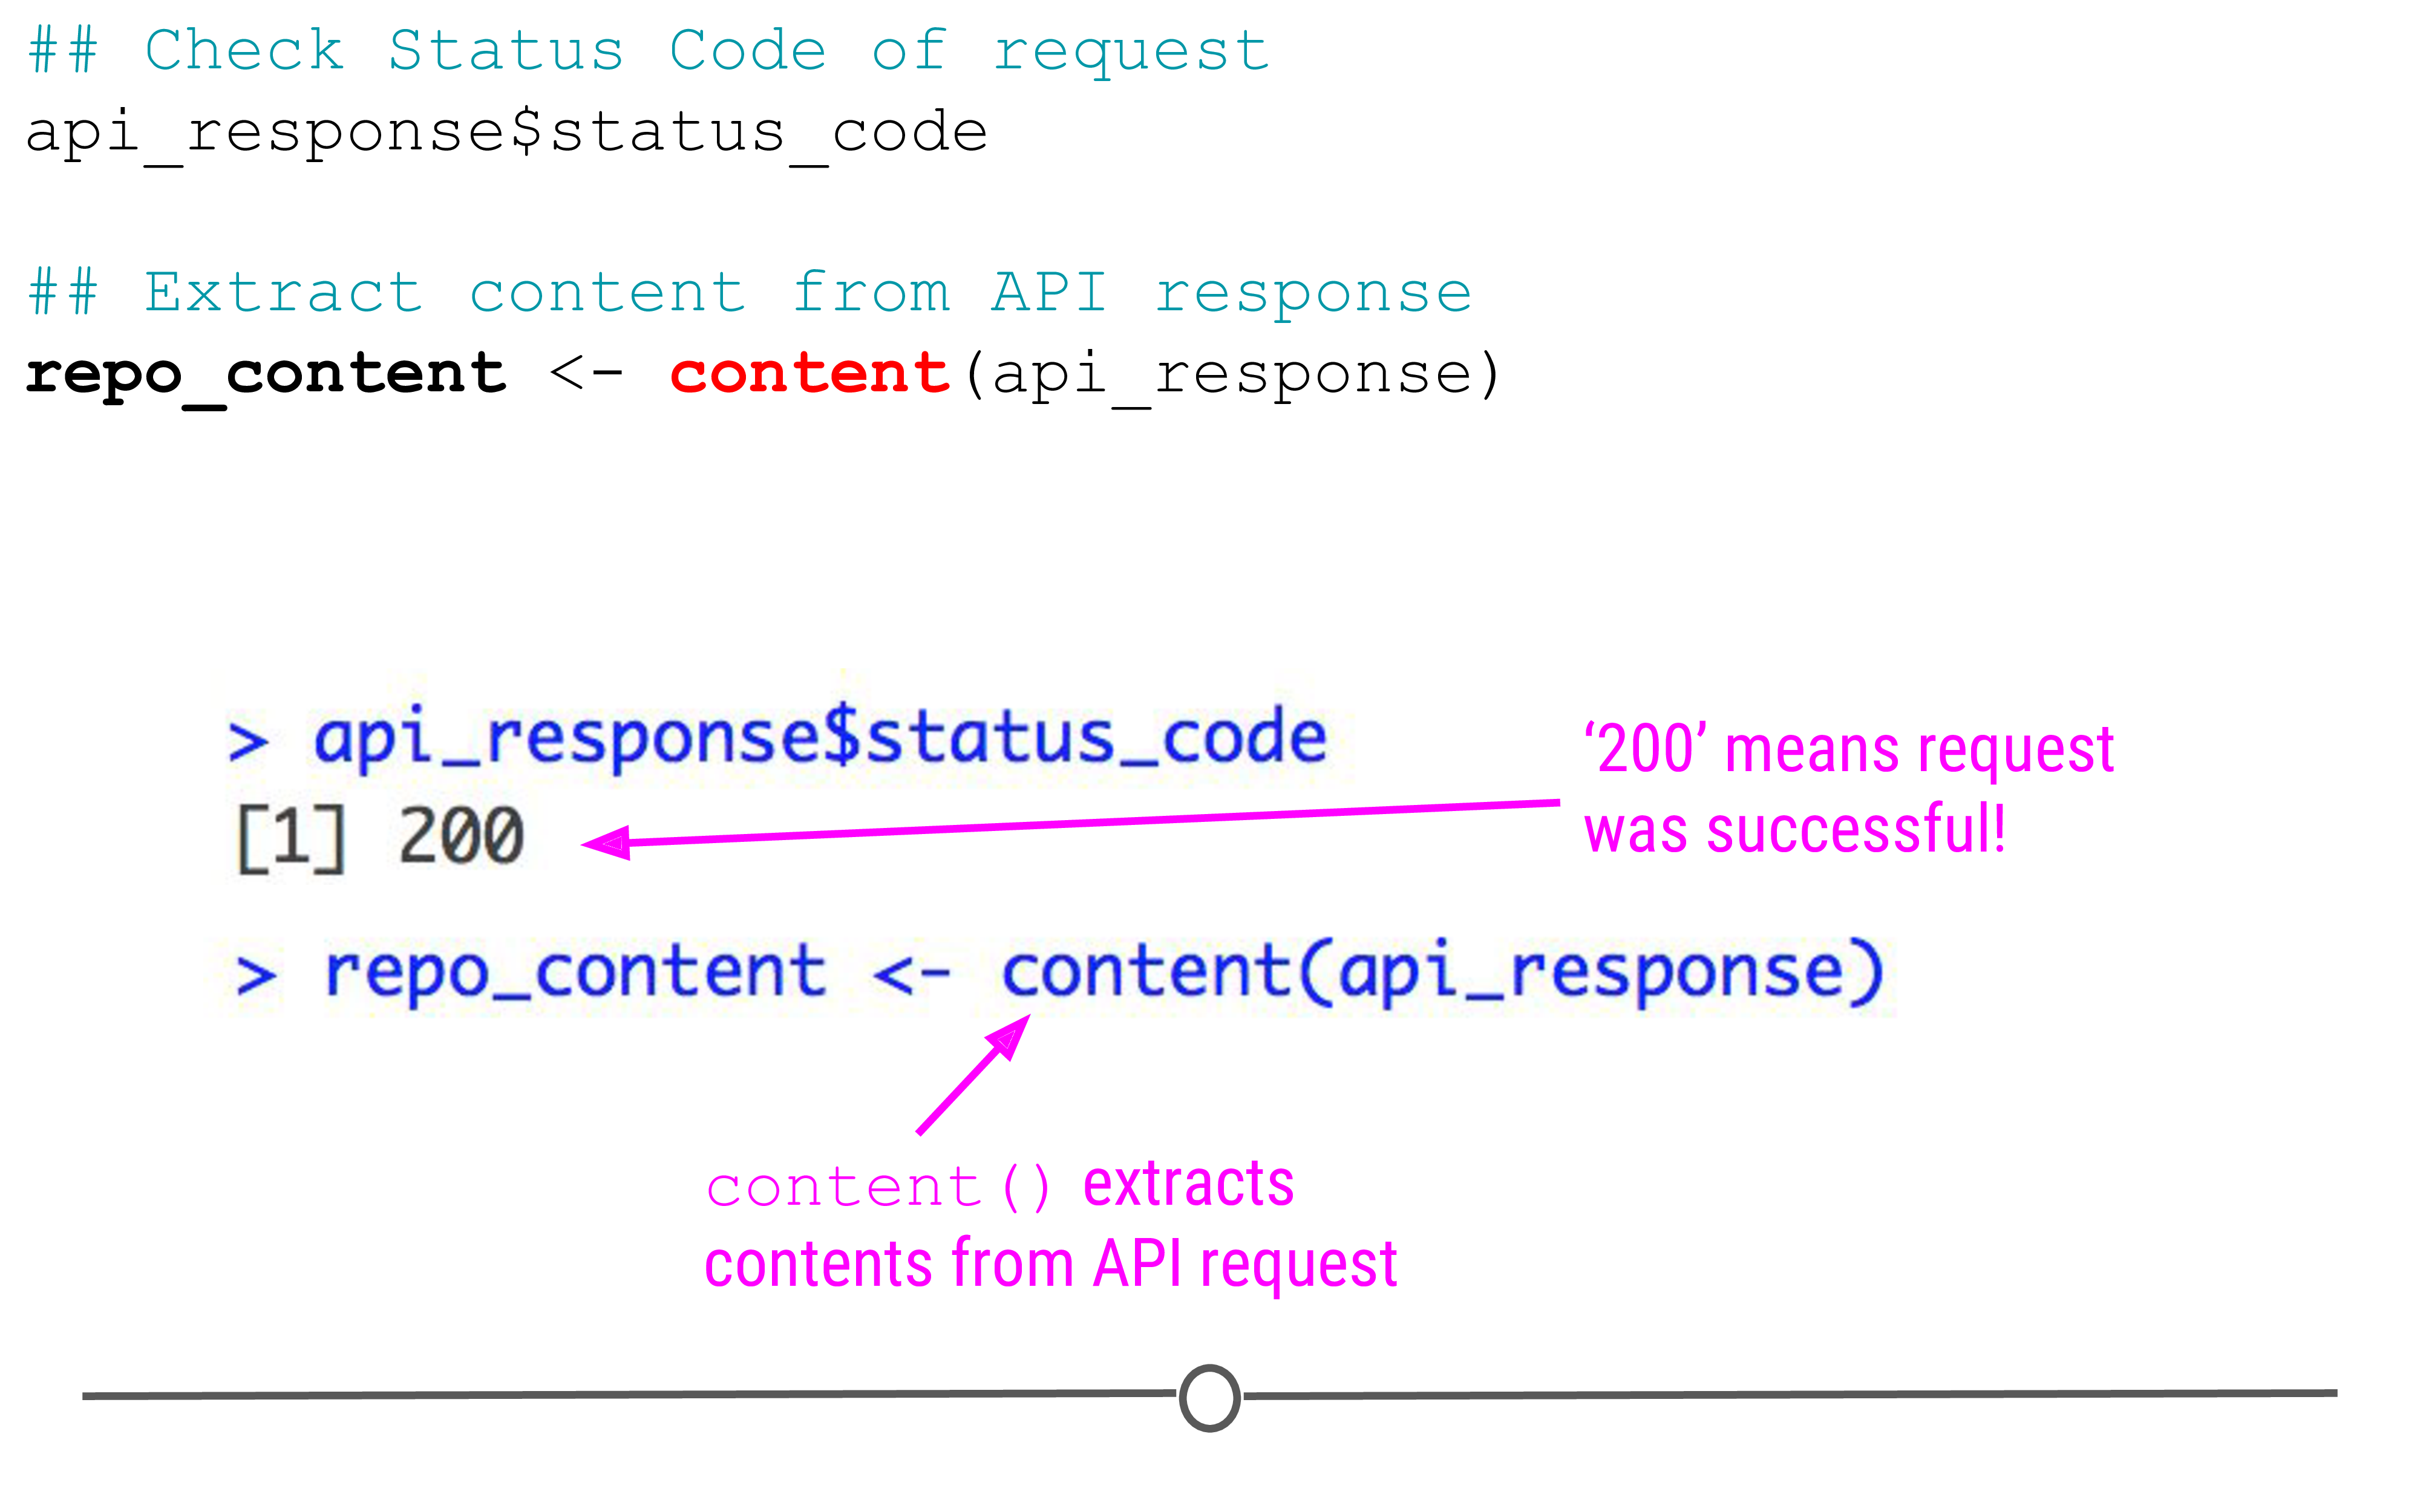 ## Check Status Code of request
api_response$status_code
## Extract content from API response
repo_content <- content(api_response)
> api_response$status_code
[1] 200
‘200’ means request
was successful!
> repo_content <- content(api_response)
content() extracts
contents from API request